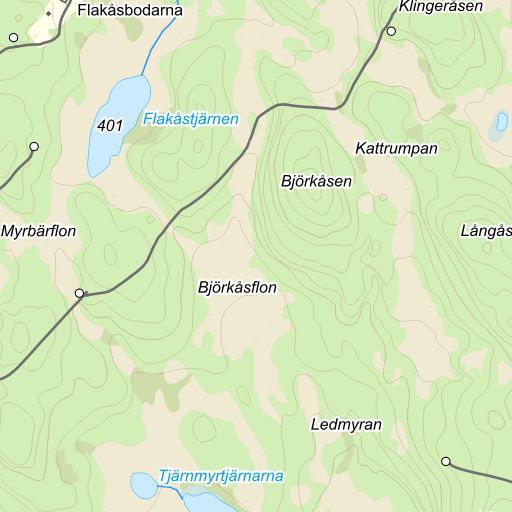 Klingeråsen
Flakåsbodarna
Flakåstjärnen
401
Kattrumpan
Björkåsen
Myrbärflon
Långås
Björkåsflon
Ledmyran
Tjärnmyrtjärnarna